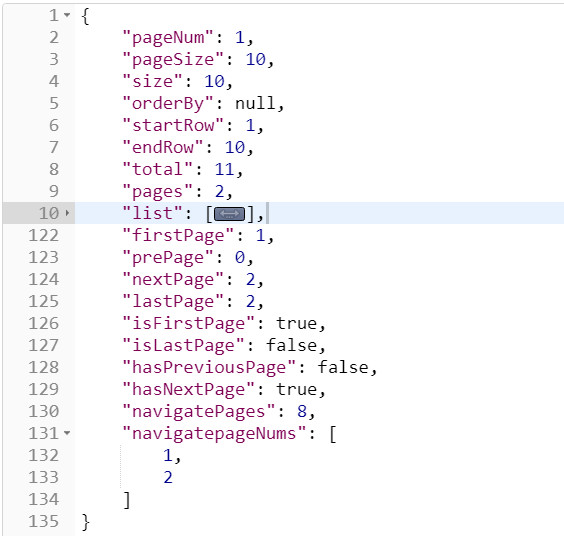 1 {
2 "pageNum": 1,
3 "pageSize": 10,
4 "size": 10,
5 "orderBy": null,
6 "startRow": 1,
7 "endRow": 10,
8 "total": 11,
9 "pages": 2,
10 "list": [↔],
122 "firstPage": 1,
123 "prePage": 0,
124 "nextPage": 2,
125 "lastPage": 2,
126 "isFirstPage": true,
127 "isLastPage": false,
128 "hasPreviousPage": false,
129 "hasNextPage": true,
130 "navigatePages": 8,
131 "navigatepageNums": [
132 1,
133 2
134 ]
135 }